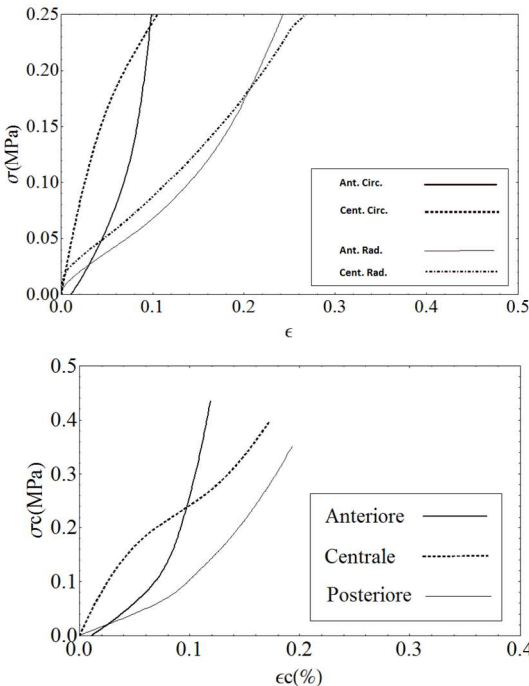 0.25
0.20
σ(MPa)
0.15
0.10
0.05
0.00
Ant. Circ.
Cent. Circ.
Ant. Rad.
Cent. Rad.
0.0 0.1 0.2 0.3 0.4 0.5
ϵ
0.5
0.4
σc(MPa)
0.3
0.2
0.1
0.0
Anteriore
Centrale
Posteriore
0.0 0.1 0.2 0.3 0.4
ϵc(%)